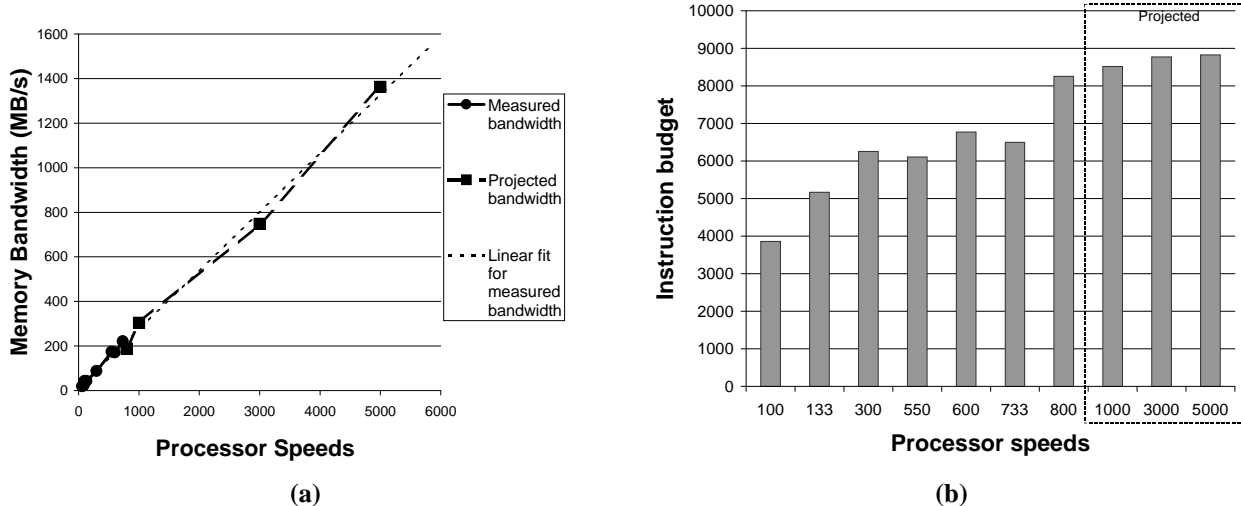 Memory Bandwidth (MB/s)
1600
1400
1200
1000
800
600
400
200
0
0 1000 2000 3000 4000 5000 6000
Processor Speeds
Measured
bandwidth
Projected
bandwidth
Linear fit
for
measured
bandwidth
(a)
Instruction budget
10000
9000
8000
7000
6000
5000
4000
3000
2000
1000
0
Projected
100 133 300 550 600 733 800 1000 3000 5000
Processor speeds
(b)